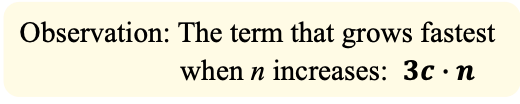 Observation: The term that grows fastest
when n increases: 3c · n